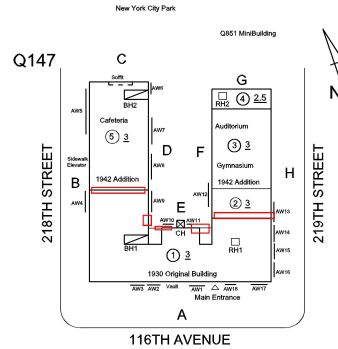 New York City Park
Q851 MiniBuilding
Q147
C
G
N
Soffit
AW6
BH2
RH2
4 2.5
AW5
Cafeteria
5 3
AW7
Auditorium
3 3
D
F
Sidewalk
Elevator
AW8
Gymnasium
H
B
1942 Addition
1942 Addition
AW4
AW9
AW12
2 3
AW13
E
AW10
AW11
CH
AW14
BH1
RH1
AW15
1 3
1930 Original Building
AW16
AW3
AW2
Vault
AW1
AW18
AW17
Main Entrance
A
218TH STREET
219TH STREET
116TH AVENUE